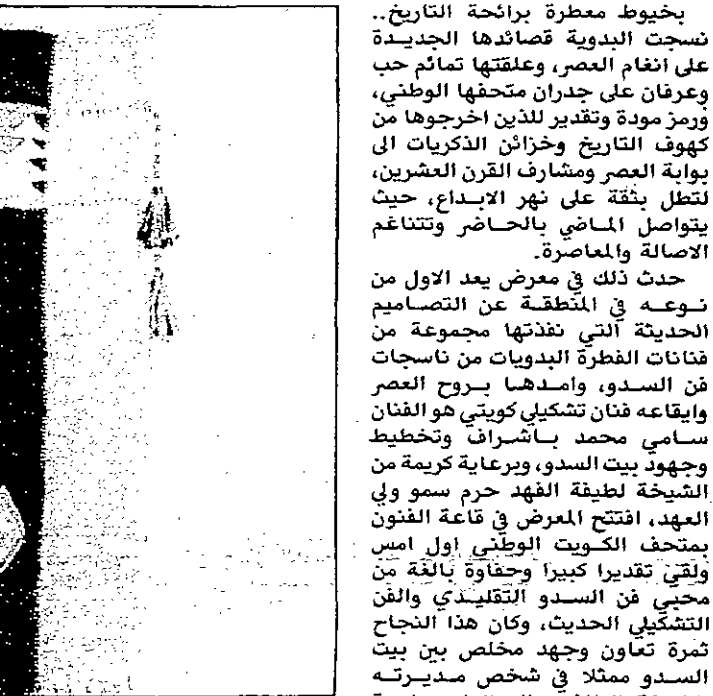 بخيوط معطرة برائحة التاريخ..
نسجت البدوية قصائدها الجديدة
على انغام العصر، وعلقتها تمائم حب
وعرفان على جدران متحفها الوطني،
ورمز مودة وتقدير للذين اخرجوها من
كهوف التاريخ وخزائن الذكريات الى
بوابة العصر ومشارف القرن العشرين،
لتطل بثقة على نهر الابداع، حيث
يتواصل الماضي بالحاضر وتتناغم
الاصالة والمعاصرة.
حدث ذلك في معرض يعد الاول من
نوعه في المنطقة عن التصاميم
الحديثة التي نفذتها مجموعة من
فنانات الفطرة البدويات من ناسجات
فن السدو، وامدها بروح العصر
وايقاعه فنان تشكيلي كويتي هو الفنان
سامي محمد باشراف وتخطيط
وجهود بيت السدو، وبرعاية كريمة من
الشيخة لطيفة الفهد حرم سمو ولي
العهد، افتتح المعرض في قاعة الفنون
بمتحف الكويت الوطني اول امس
ولقي تقديرا كبيرا وحفاوة بالغة من
محبي فن السدو التقليدي والفن
التشكيلي الحديث، وكان هذا النجاح
ثمرة تعاون وجهد مخلص بين بيت
السدو ممثلا في شخص مديرته